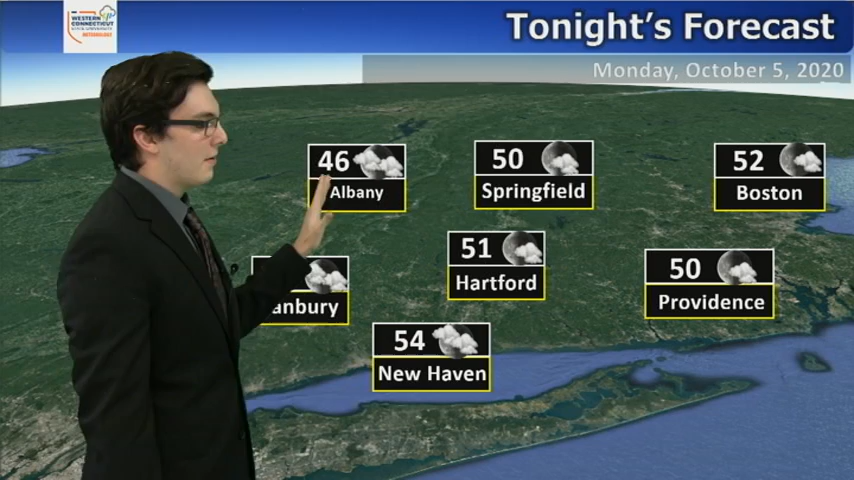 WESTERN
CONNECTICUT
STATE UNIVERSITY
METEOROLOGY
Tonight's Forecast
Monday, October 5, 2020
46
Albany
50
Springfield
52
Boston
51
Hartford
50
Providence
anbury
54
New Haven